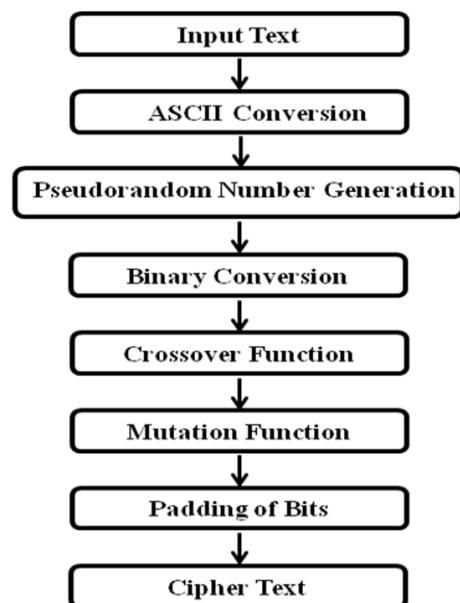 Input Text
ASCII Conversion
Pseudorandom Number Generation
Binary Conversion
Crossover Function
Mutation Function
Padding of Bits
Cipher Text